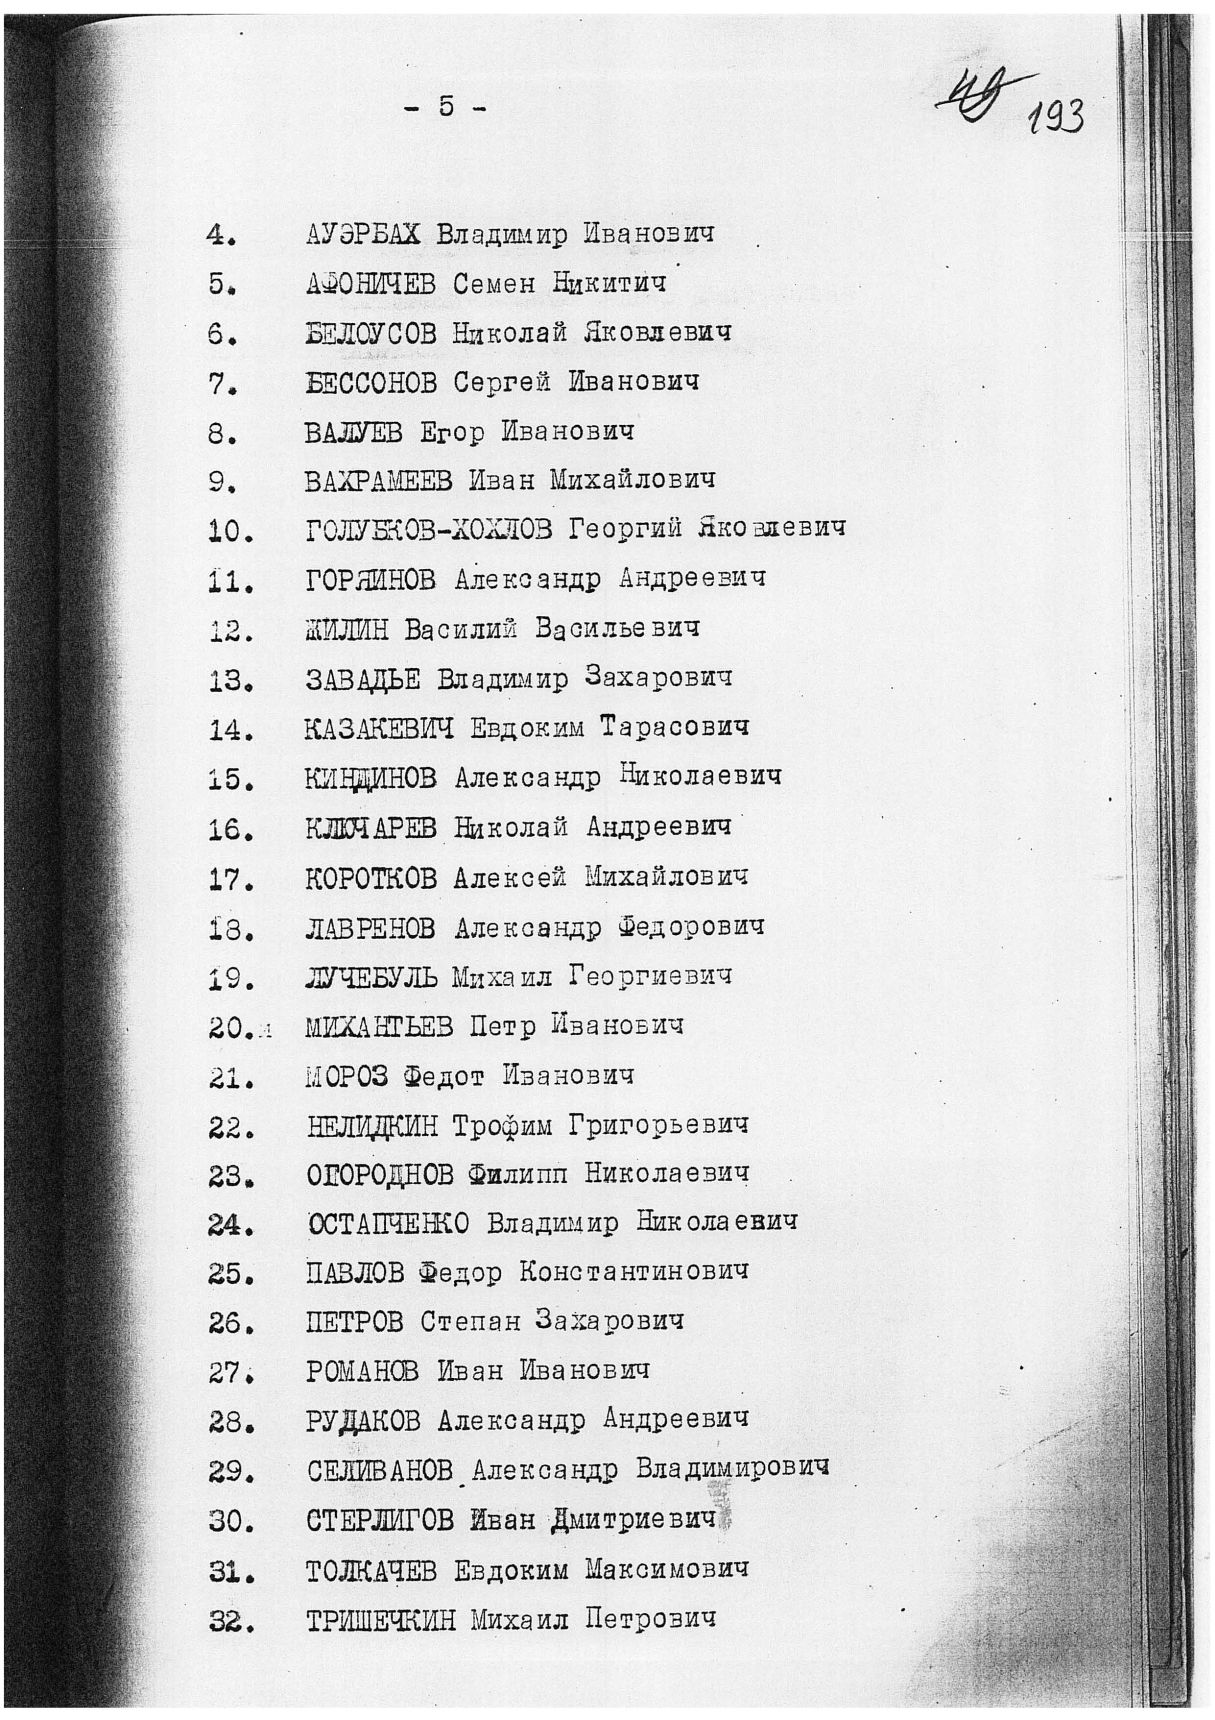 - 5 -
193
4. АУЭРБАХ Владимир Иванович
5. АФОНИЧЕВ Семен Никитич
6. БЕЛОУСОВ Николай Яковлевич
7. БЕССОНОВ Сергей Иванович
8. ВАЛУЕВ Егор Иванович
9. ВАХРАМЕЕВ Иван Михайлович
10. ГОЛУБКОВ-ХОХЛОВ Георгий Яковлевич
11. ГОРЯИНОВ Александр Андреевич
12. ЖИЛИН Василий Васильевич
13. ЗАВАДЬЕ Владимир Захарович
14. КАЗАКЕВИЧ Евдоким Тарасович
15. КИНДИНОВ Александр Николаевич
16. КЛЮЧАРЕВ Николай Андреевич
17. КОРОТКОВ Алексей Михайлович
18. ЛАВРЕНОВ Александр Федорович
19. ЛУЧЕБУЛЬ Михаил Георгиевич
20. МИХАНТЬЕВ Петр Иванович
21. МОРОЗ Федот Иванович
22. НЕЛИДКИН Трофим Григорьевич
23. ОГОРОДНОВ Филипп Николаевич
24. ОСТАПЧЕНКО Владимир Николаевич
25. ПАВЛОВ Федор Константинович
26. ПЕТРОВ Степан Захарович
27. РОМАНОВ Иван Иванович
28. РУДАКОВ Александр Андреевич
29. СЕЛИВАНОВ Александр Владимирович
30. СТЕРЛИГОВ Иван Дмитриевич
31. ТОЛКАЧЕВ Евдоким Максимович
32. ТРИШЕЧКИН Михаил Петрович